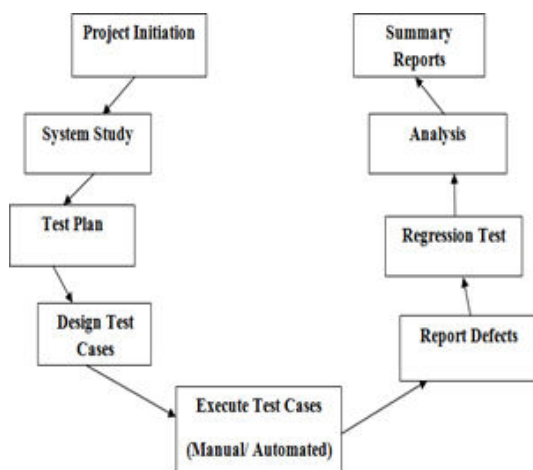 Project Initiation
System Study
Test Plan
Design Test
Cases
Execute Test Cases
(Manual/ Automated)
Report Defects
Regression Test
Analysis
Summary
Reports